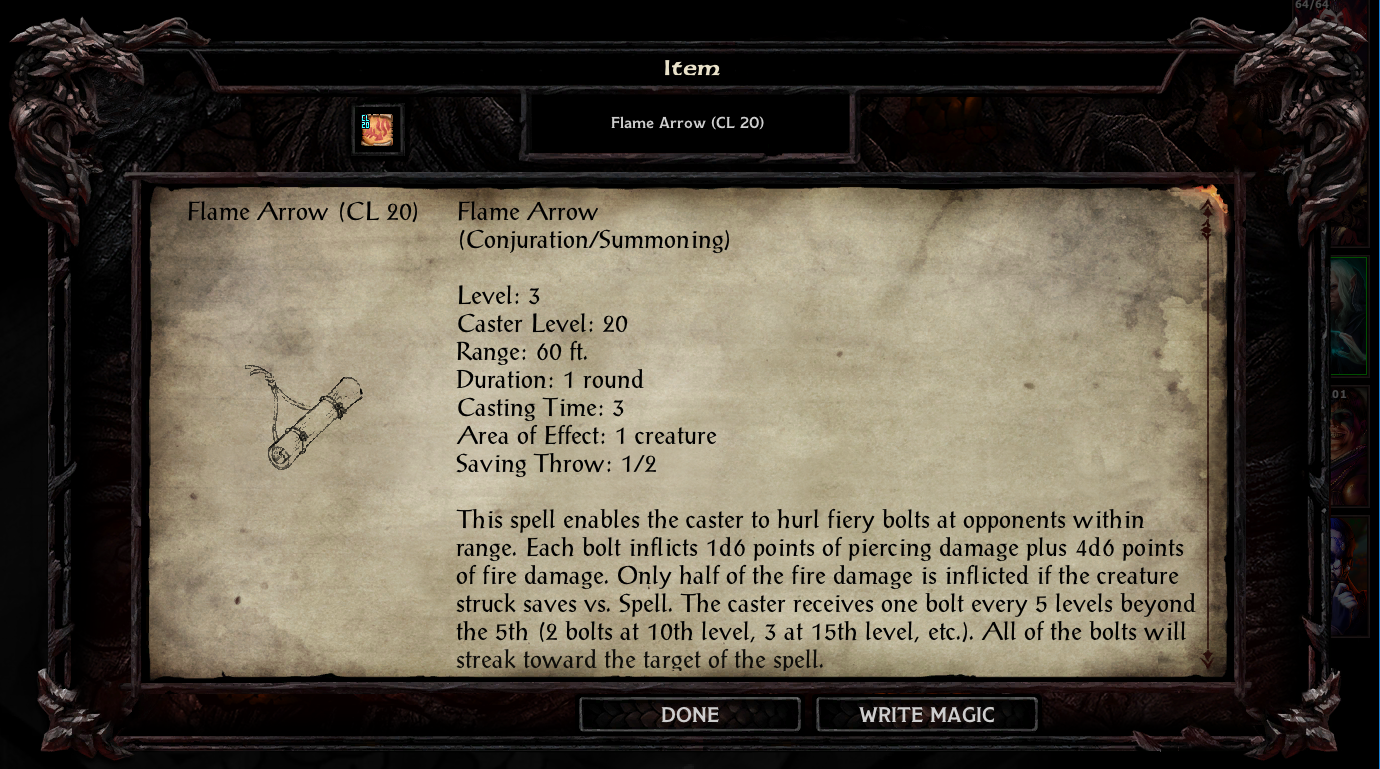 64/64
Item
CL
20
Flame Arrow (CL 20)
Flame Arrow (CL 20)
Flame Arrow
(Conjuration/Summoning)
Level: 3
Caster Level: 20
Range: 60 ft.
Duration: 1 round
Casting Time: 3
Area of Effect: 1 creature
Saving Throw: 1/2
This spell enables the caster to hurl fiery bolts at opponents within
range. Each bolt inflicts 1d6 points of piercing damage plus 4d6 points
of fire damage. Only half of the fire damage is inflicted if the creature
struck saves vs. Spell. The caster receives one bolt every 5 levels beyond
the 5th (2 bolts at 10th level, 3 at 15th level, etc.). All of the bolts will
streak toward the target of the spell.
01
DONE
WRITE MAGIC